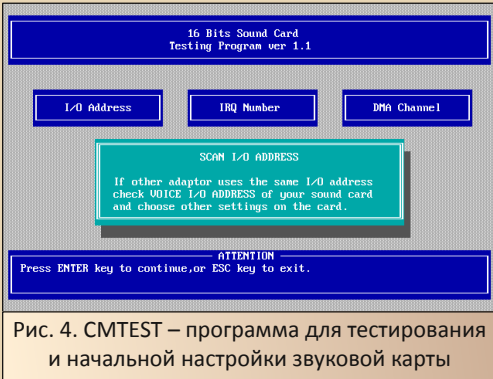 16 Bits Sound Card
Testing Program ver 1.1
I/O Address
IRQ Number
DMA Channel
SCAN I/O ADDRESS
If other adaptor uses the same I/O address
check VOICE I/O ADDRESS of your sound card
and choose other settings on the card.
ATTENTION
Press ENTER key to continue,or ESC key to exit.
Рис. 4. CMTEST – программа для тестирования
и начальной настройки звуковой карты